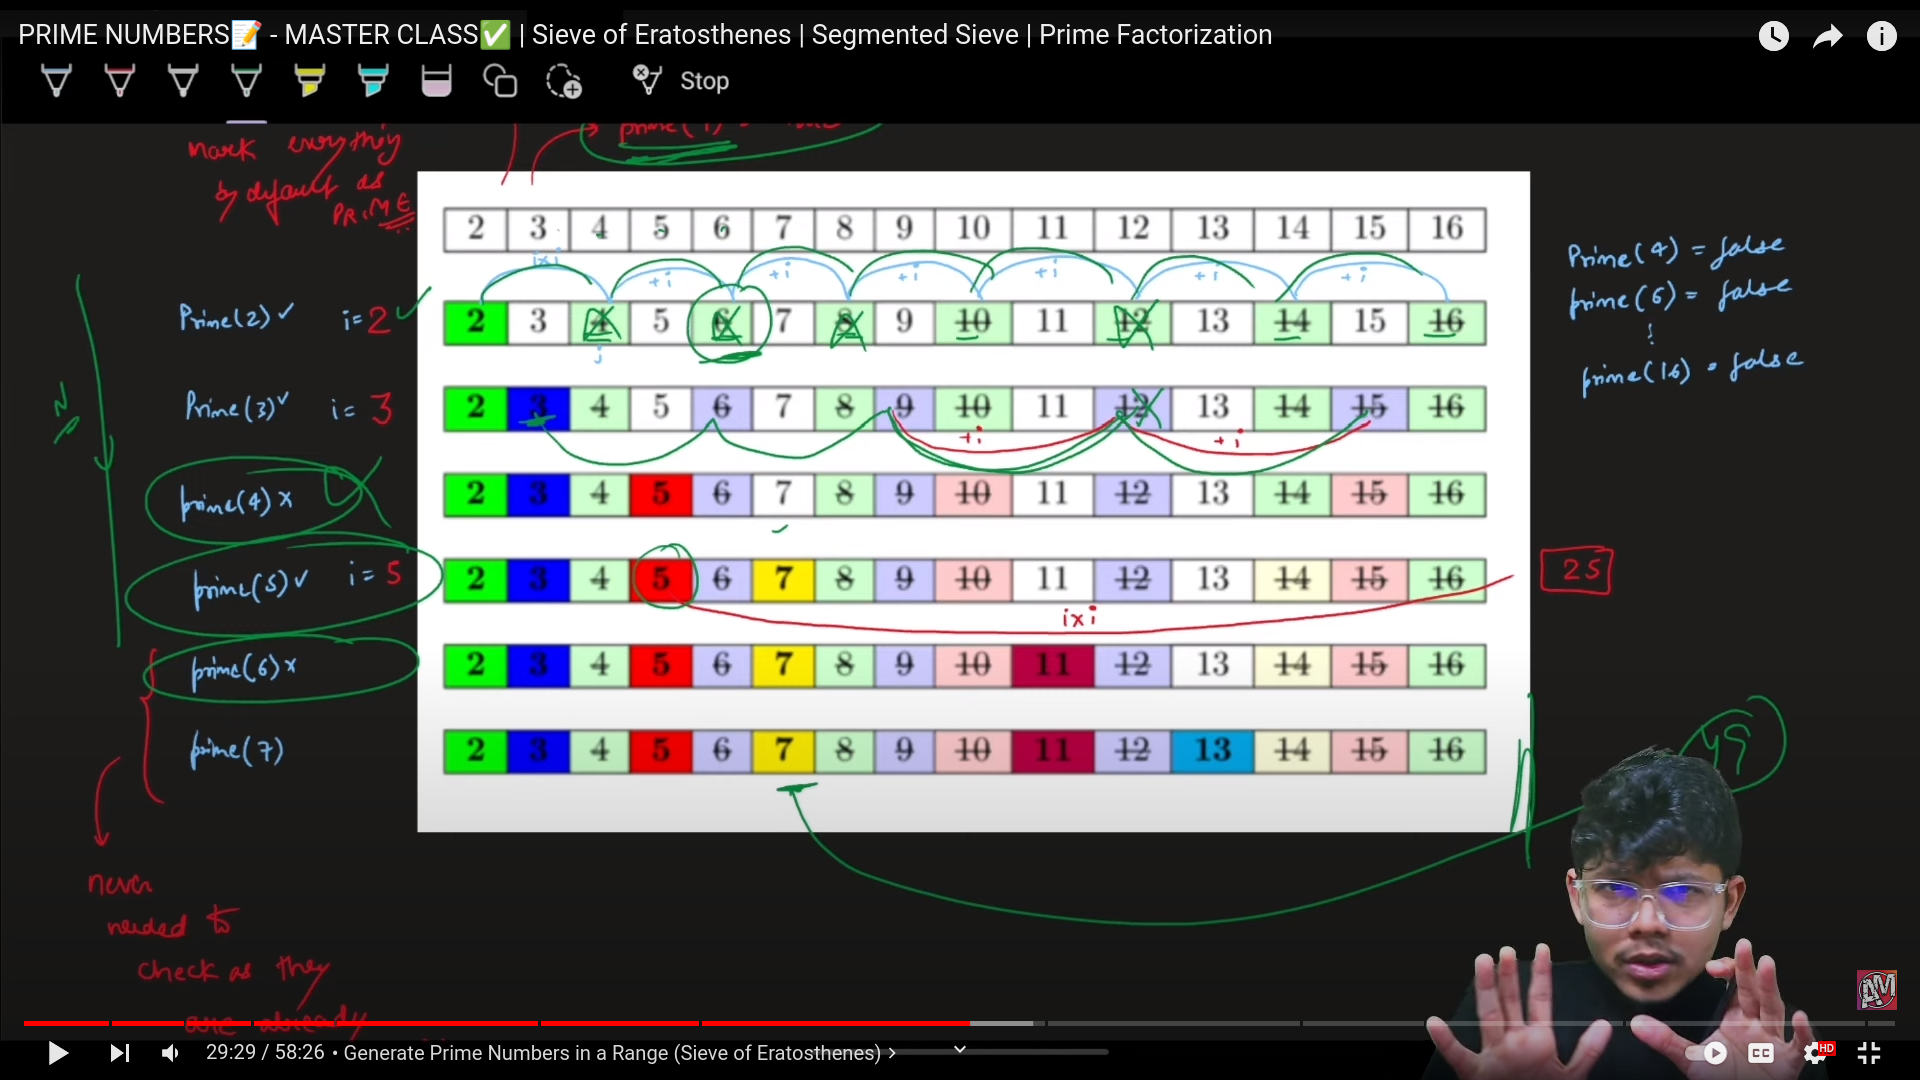 PRIME NUMBERS📝 - MASTER CLASS✅ | Sieve of Eratosthenes | Segmented Sieve | Prime Factorization
Stop
mark everything
by default as
PRIME
2 3 4 5 6 7 8 9 10 11 12 13 14 15 16
ixi +i +i +i +i +i +i
Prime(2) ✓ i=2 ✓
2 3 4 5 6 7 8 9 10 11 12 13 14 15 16
j
Prime(3) ✓ i=3
2 3 4 5 6 7 8 9 10 11 12 13 14 15 16
+i +i
prime(4) x
2 3 4 5 6 7 8 9 10 11 12 13 14 15 16
prime(5) ✓ i=5
2 3 4 5 6 7 8 9 10 11 12 13 14 15 16
25
ixi
prime(6) x
2 3 4 5 6 7 8 9 10 11 12 13 14 15 16
prime(7)
2 3 4 5 6 7 8 9 10 11 12 13 14 15 16
Prime(4) = false
prime(6) = false
prime(16) = false
49
never
needed to
check as they
are already
AM
29:29 / 58:26 • Generate Prime Numbers in a Range (Sieve of Eratosthenes) >
CC
HD